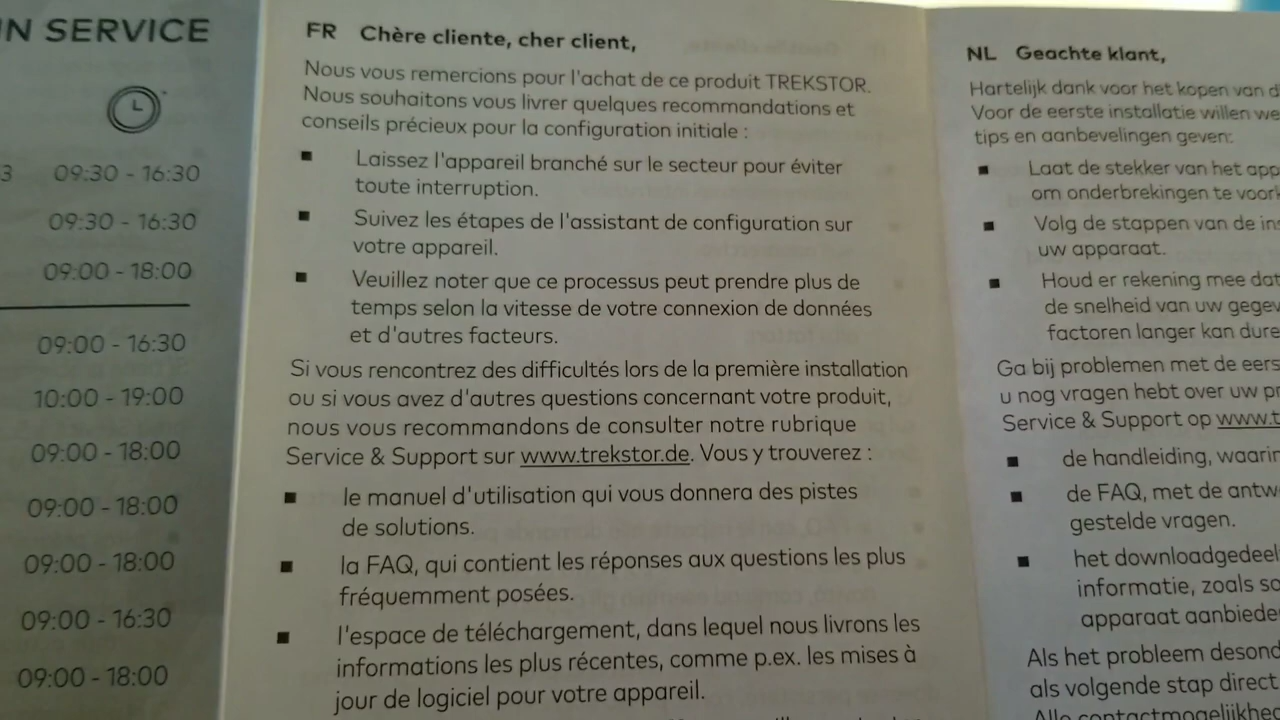 IN SERVICE
3 09:30 - 16:30
09:30 - 16:30
09:00 - 18:00
09:00 - 16:30
10:00 - 19:00
09:00 - 18:00
09:00 - 18:00
09:00 - 18:00
09:00 - 16:30
09:00 - 18:00
FR Chère cliente, cher client,
Nous vous remercions pour l'achat de ce produit TREKSTOR.
Nous souhaitons vous livrer quelques recommandations et
conseils précieux pour la configuration initiale :
■ Laissez l'appareil branché sur le secteur pour éviter
toute interruption.
■ Suivez les étapes de l'assistant de configuration sur
votre appareil.
■ Veuillez noter que ce processus peut prendre plus de
temps selon la vitesse de votre connexion de données
et d'autres facteurs.
Si vous rencontrez des difficultés lors de la première installation
ou si vous avez d'autres questions concernant votre produit,
nous vous recommandons de consulter notre rubrique
Service & Support sur www.trekstor.de. Vous y trouverez :
■ le manuel d'utilisation qui vous donnera des pistes
de solutions.
■ la FAQ, qui contient les réponses aux questions les plus
fréquemment posées.
■ l'espace de téléchargement, dans lequel nous livrons les
informations les plus récentes, comme p.ex. les mises à
jour de logiciel pour votre appareil.
NL Geachte klant,
Hartelijk dank voor het kopen van d
Voor de eerste installatie willen we
tips en aanbevelingen geven:
■ Laat de stekker van het app
om onderbrekingen te voork
■ Volg de stappen van de ins
uw apparaat.
■ Houd er rekening mee dat
de snelheid van uw gegev
factoren langer kan dure
Ga bij problemen met de eers
u nog vragen hebt over uw pr
Service & Support op www.t
■ de handleiding, waarin
■ de FAQ, met de antw
gestelde vragen.
■ het downloadgedeel
informatie, zoals so
apparaat aanbiede
Als het probleem desond
als volgende stap direct
Alle contactmogelijkhed